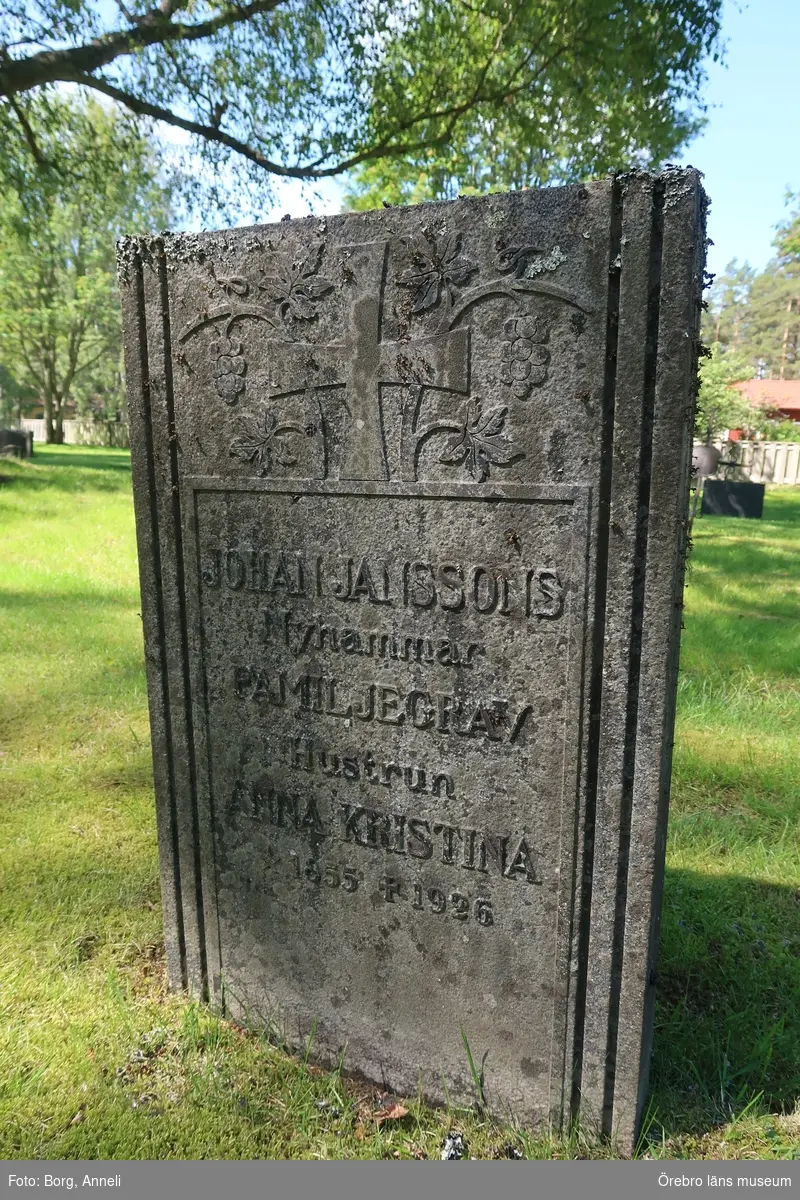 JOHAN JANSSONS
Nyhammar
FAMILJEGRAV
Hustrun
ANNA KRISTINA
* 1855 ✝ 1926
Foto: Borg, Anneli
Örebro läns museum